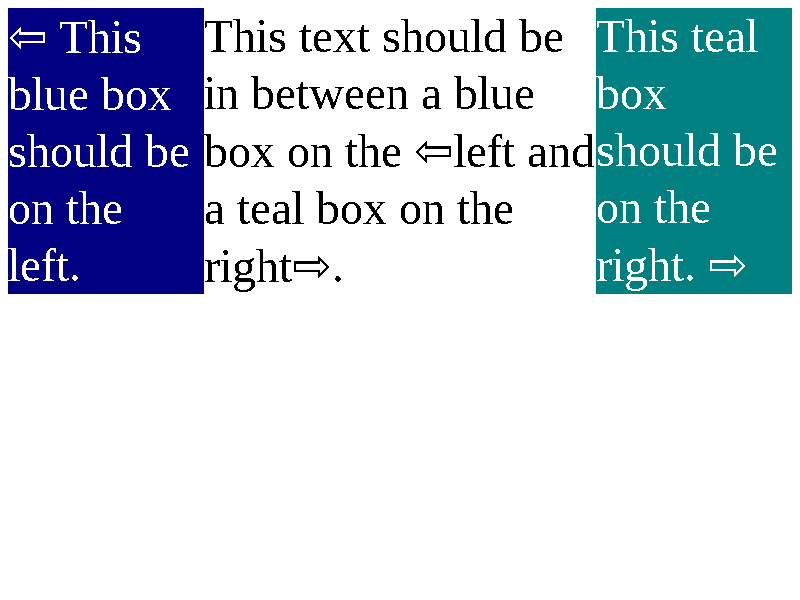 ⇦ This
blue box
should be
on the
left.
This text should be
in between a blue
box on the ⇦left and
a teal box on the
right⇨.
This teal
box
should be
on the
right. ⇨